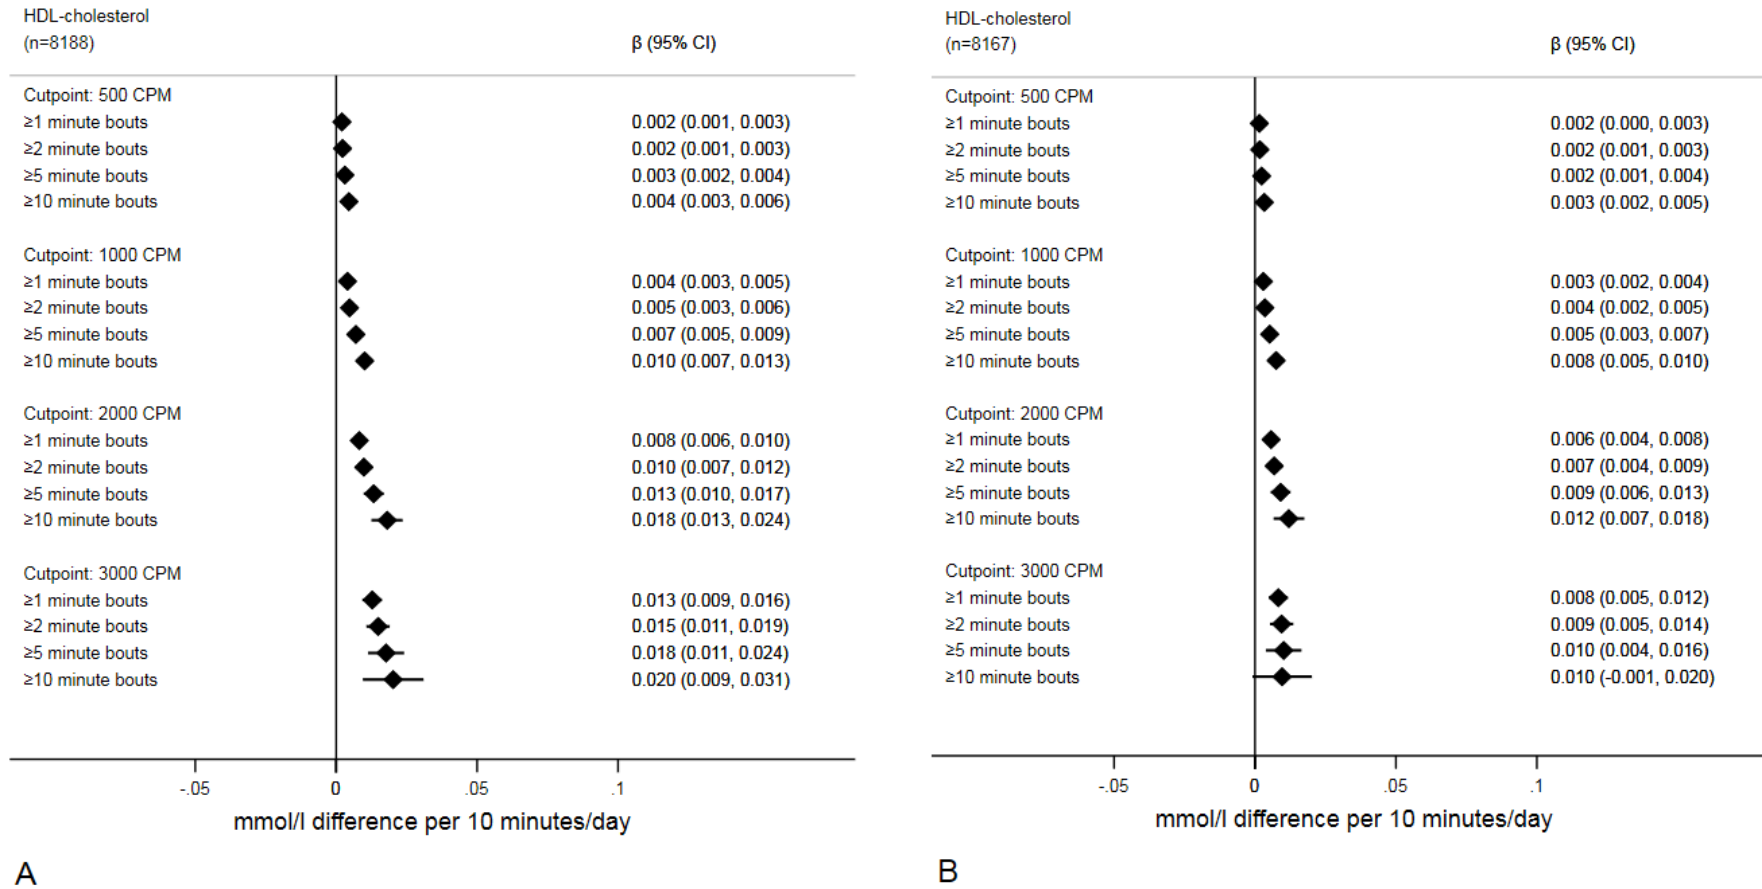 HDL-cholesterol
(n=8188) β (95% CI)
Cutpoint: 500 CPM
≥1 minute bouts 0.002 (0.001, 0.003)
≥2 minute bouts 0.002 (0.001, 0.003)
≥5 minute bouts 0.003 (0.002, 0.004)
≥10 minute bouts 0.004 (0.003, 0.006)
Cutpoint: 1000 CPM
≥1 minute bouts 0.004 (0.003, 0.005)
≥2 minute bouts 0.005 (0.003, 0.006)
≥5 minute bouts 0.007 (0.005, 0.009)
≥10 minute bouts 0.010 (0.007, 0.013)
Cutpoint: 2000 CPM
≥1 minute bouts 0.008 (0.006, 0.010)
≥2 minute bouts 0.010 (0.007, 0.012)
≥5 minute bouts 0.013 (0.010, 0.017)
≥10 minute bouts 0.018 (0.013, 0.024)
Cutpoint: 3000 CPM
≥1 minute bouts 0.013 (0.009, 0.016)
≥2 minute bouts 0.015 (0.011, 0.019)
≥5 minute bouts 0.018 (0.011, 0.024)
≥10 minute bouts 0.020 (0.009, 0.031)
-.05 0 .05 .1
mmol/l difference per 10 minutes/day
A
HDL-cholesterol
(n=8167) β (95% CI)
Cutpoint: 500 CPM
≥1 minute bouts 0.002 (0.000, 0.003)
≥2 minute bouts 0.002 (0.001, 0.003)
≥5 minute bouts 0.002 (0.001, 0.004)
≥10 minute bouts 0.003 (0.002, 0.005)
Cutpoint: 1000 CPM
≥1 minute bouts 0.003 (0.002, 0.004)
≥2 minute bouts 0.004 (0.002, 0.005)
≥5 minute bouts 0.005 (0.003, 0.007)
≥10 minute bouts 0.008 (0.005, 0.010)
Cutpoint: 2000 CPM
≥1 minute bouts 0.006 (0.004, 0.008)
≥2 minute bouts 0.007 (0.004, 0.009)
≥5 minute bouts 0.009 (0.006, 0.013)
≥10 minute bouts 0.012 (0.007, 0.018)
Cutpoint: 3000 CPM
≥1 minute bouts 0.008 (0.005, 0.012)
≥2 minute bouts 0.009 (0.005, 0.014)
≥5 minute bouts 0.010 (0.004, 0.016)
≥10 minute bouts 0.010 (-0.001, 0.020)
-.05 0 .05 .1
mmol/l difference per 10 minutes/day
B